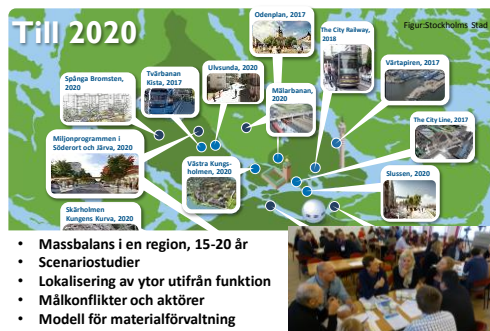 Till 2020
Odenplan, 2017
Figur:Stockholms Stad
The City Railway,
2018
Spånga Bromsten,
2020
Tvärbanan
Kista, 2017
Ulvsunda, 2020
Mälarbanan,
2020
Värtapiren, 2017
Miljonprogrammen i
Söderort och Järva, 2020
Västra Kungs-
holmen, 2020
The City Line, 2017
Slussen, 2020
Skärholmen
Kungens Kurva, 2020
• Massbalans i en region, 15-20 år
• Scenariostudier
• Lokalisering av ytor utifrån funktion
• Målkonflikter och aktörer
• Modell för materialförvaltning